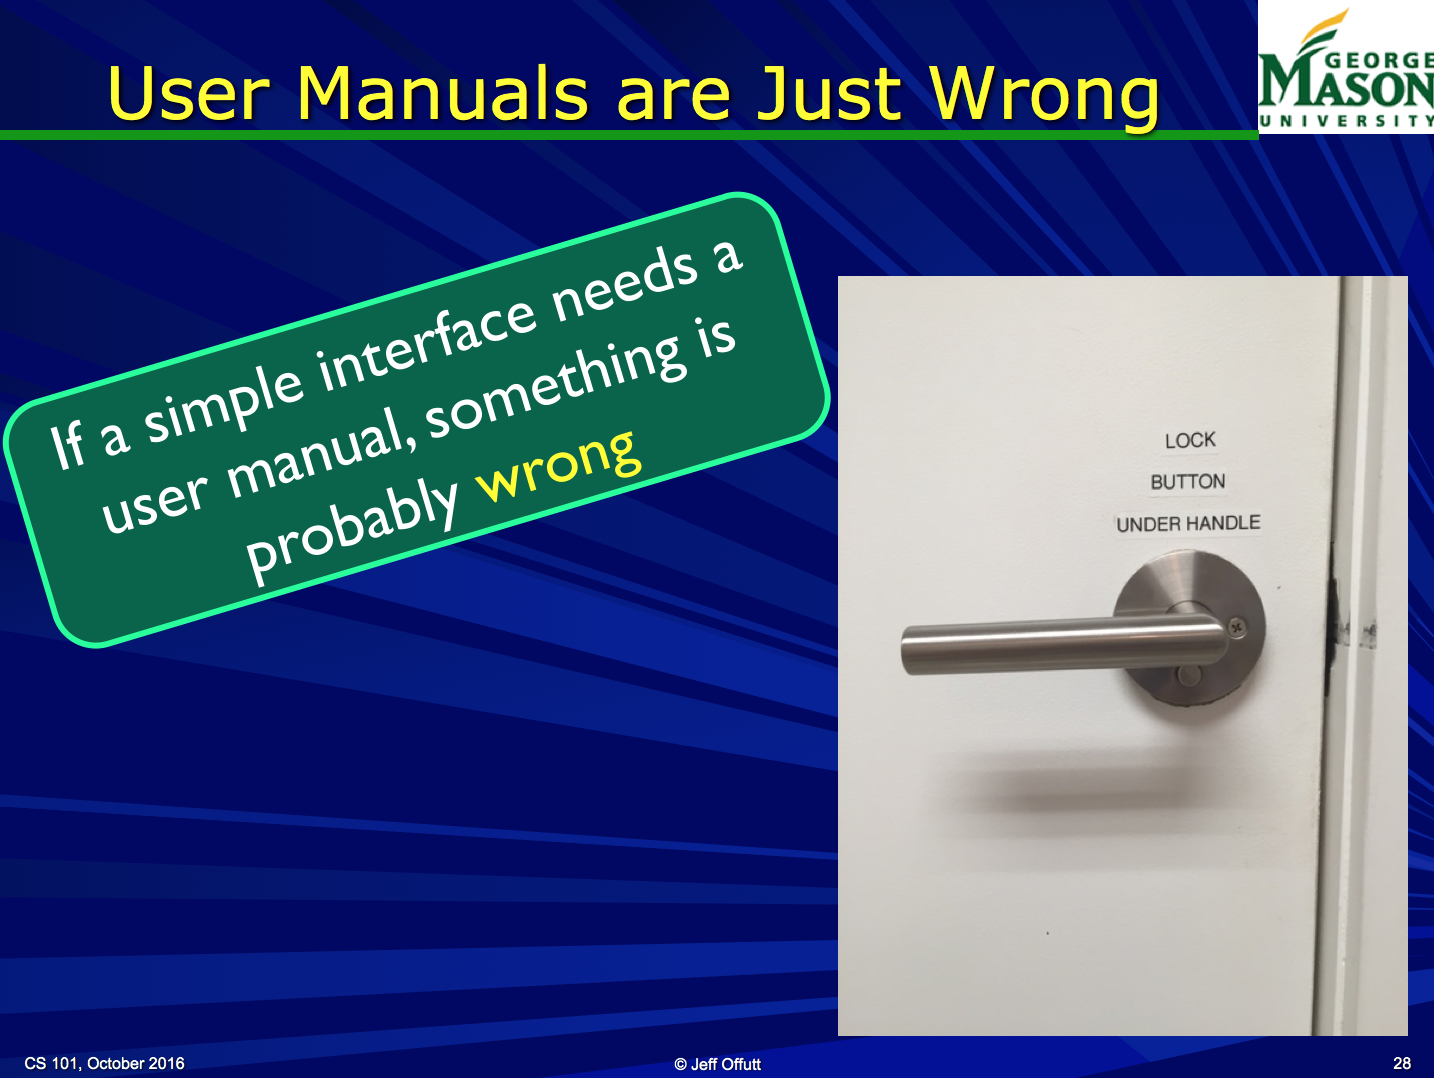 User Manuals are Just Wrong
GEORGE
MASON
UNIVERSITY
If a simple interface needs a
user manual, something is
probably wrong
LOCK
BUTTON
UNDER HANDLE
CS 101, October 2016
© Jeff Offutt
28